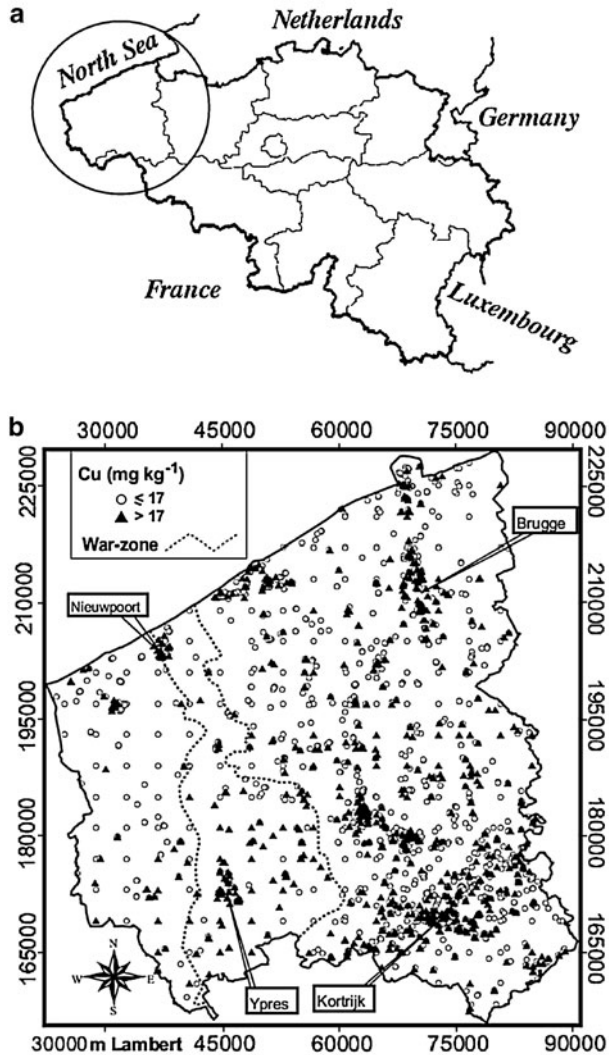 a
Netherlands
North Sea
Germany
France
Luxembourg
b
30000 45000 60000 75000 90000
225000
210000
195000
180000
165000
Cu (mg kg⁻¹)
≤ 17
> 17
War-zone
Brugge
Nieuwpoort
225000
210000
195000
180000
165000
N
W E
S
Ypres
Kortrijk
30000 m Lambert 45000 60000 75000 90000